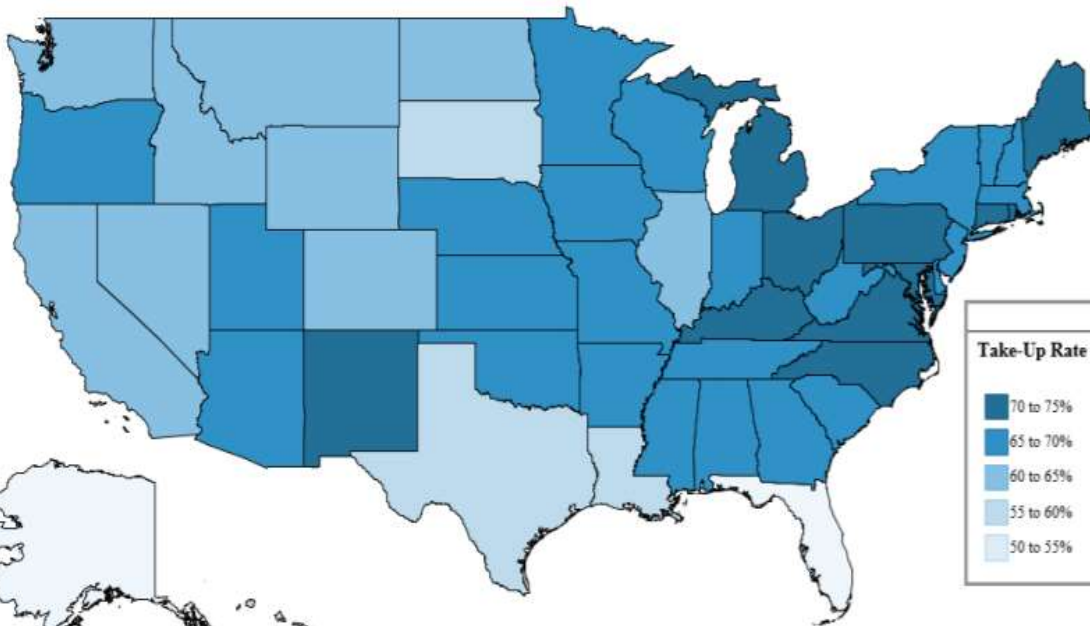 Take-Up Rate
70 to 75%
65 to 70%
60 to 65%
55 to 60%
50 to 55%